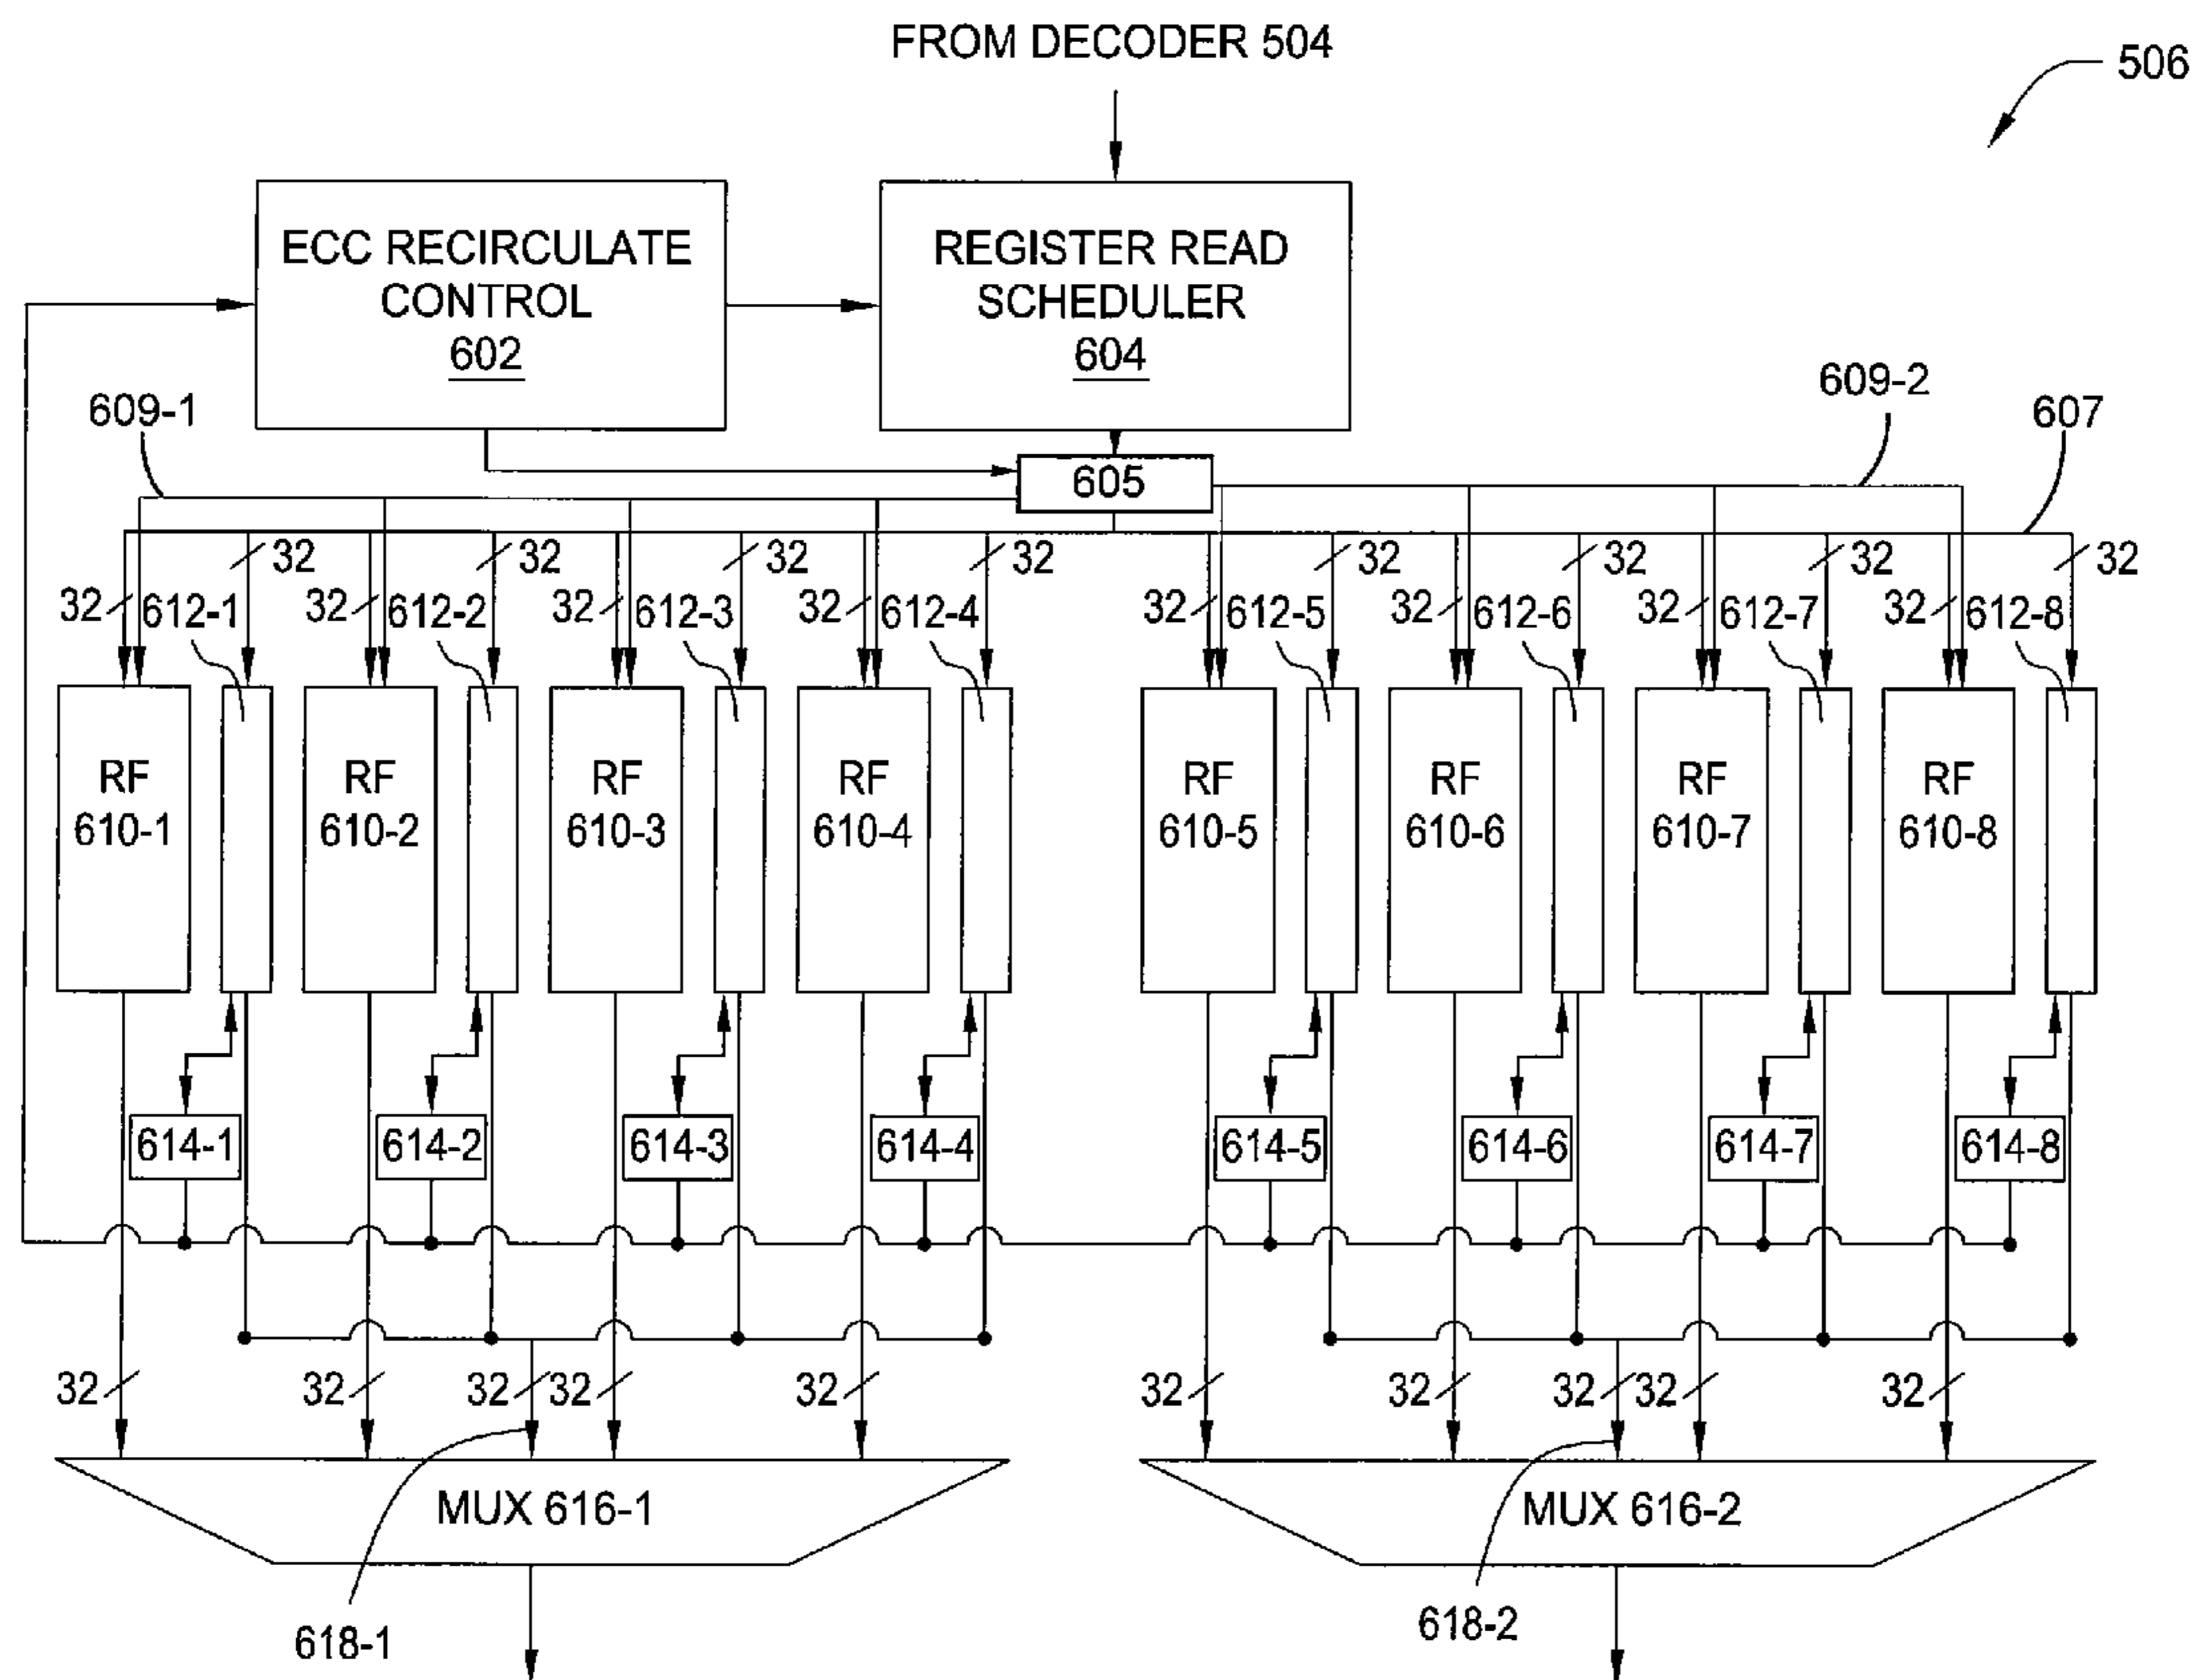 FROM DECODER 504
506
ECC RECIRCULATE
CONTROL
602
REGISTER READ
SCHEDULER
604
609-1
609-2
607
605
32 32 32 32 32 32 32 32
32 612-1 32 612-2 32 612-3 32 612-4 32 612-5 32 612-6 32 612-7 32 612-8
RF RF RF RF RF RF RF RF
610-1 610-2 610-3 610-4 610-5 610-6 610-7 610-8
614-1 614-2 614-3 614-4 614-5 614-6 614-7 614-8
32 32 32 32 32 32 32 32 32 32
MUX 616-1 MUX 616-2
618-1 618-2